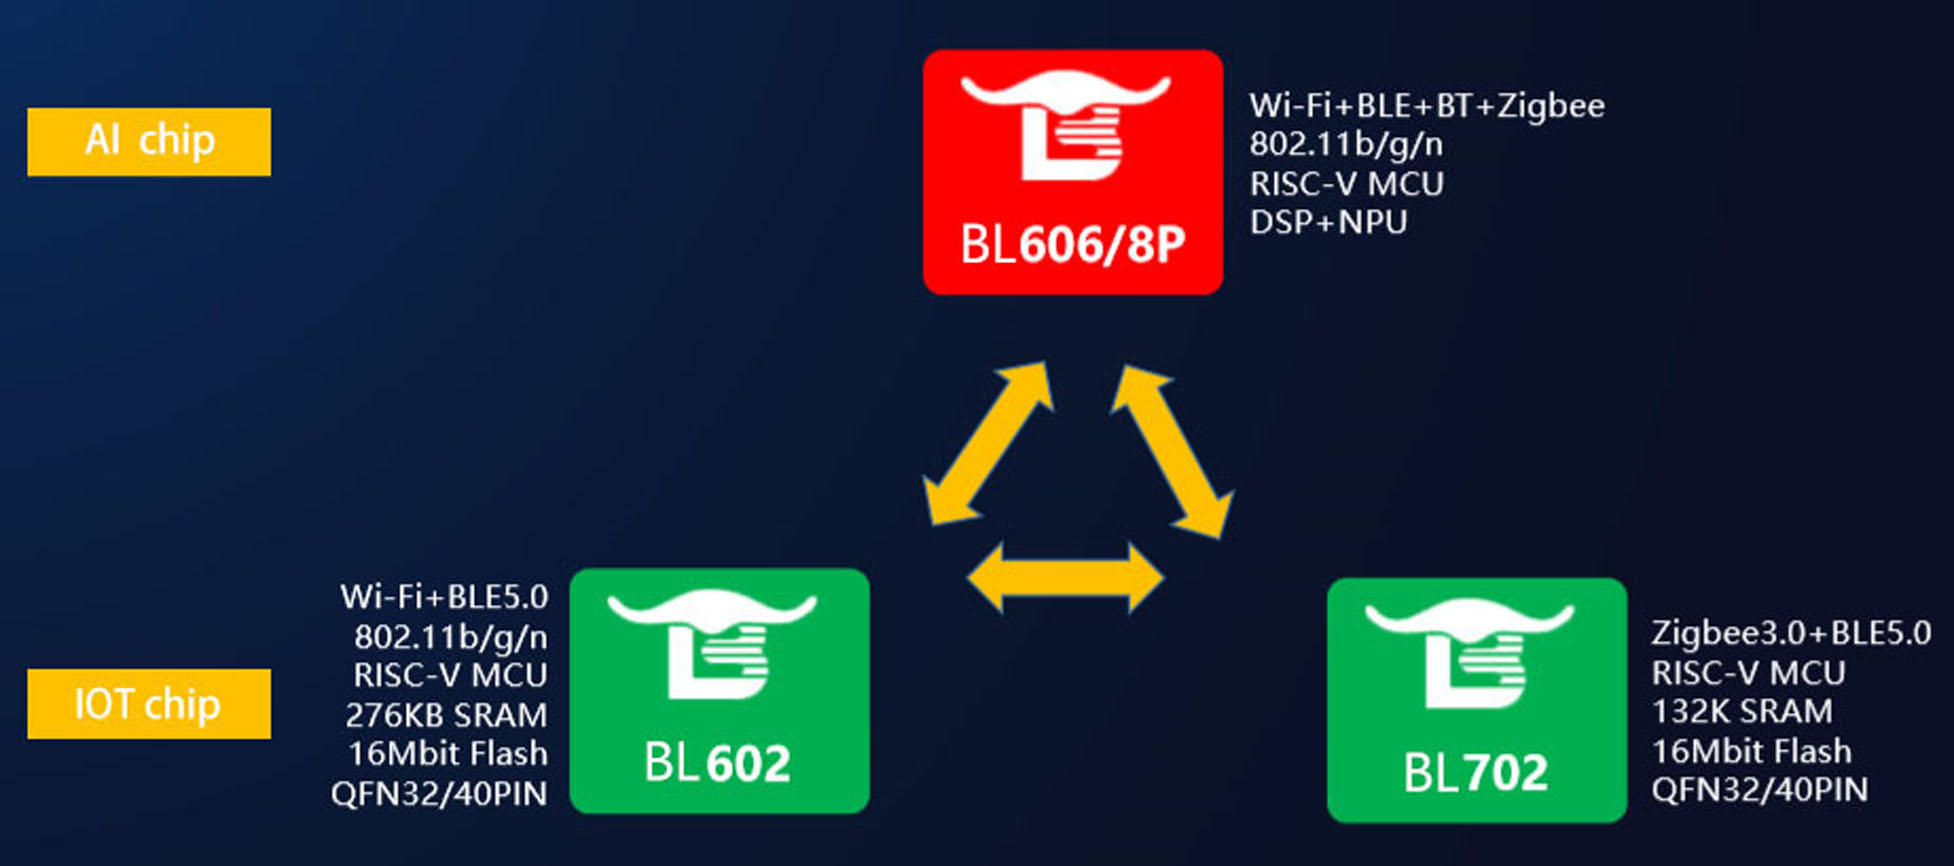 AI chip
BL606/8P
Wi-Fi+BLE+BT+Zigbee
802.11b/g/n
RISC-V MCU
DSP+NPU
IOT chip
Wi-Fi+BLE5.0
802.11b/g/n
RISC-V MCU
276KB SRAM
16Mbit Flash
QFN32/40PIN
BL602
BL702
Zigbee3.0+BLE5.0
RISC-V MCU
132K SRAM
16Mbit Flash
QFN32/40PIN